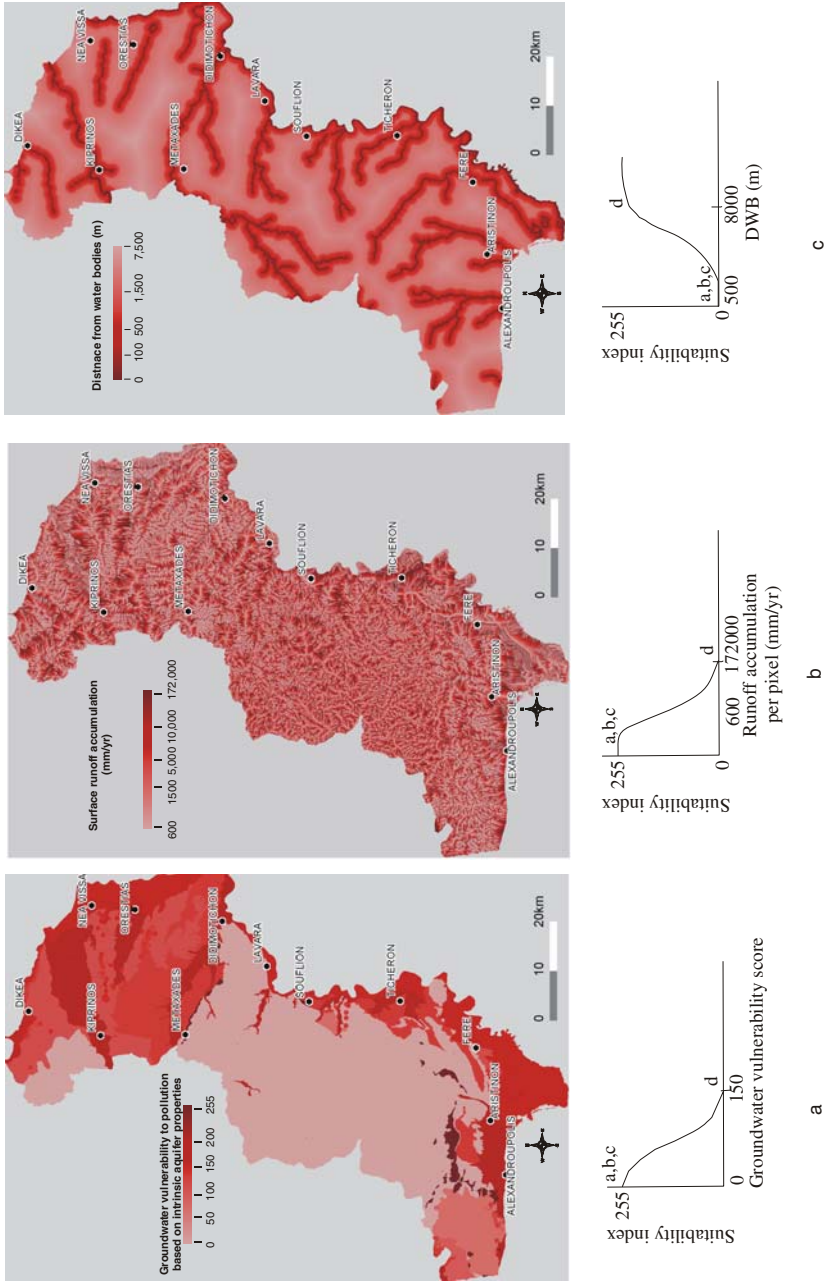 Groundwater vulnerability to pollution
based on intrinsic aquifer properties
0 50 100 150 200 255
DIKEA
NEA VISSA
KIPRINOS
ORESTIAS
METAXADES
DIDIMOTICHON
LAVARA
SOUFLION
TICHERON
FERE
ARISTINON
ALEXANDROUPOLIS
0 10 20km
Suitability index
255
a,b,c
d
0 150
Groundwater vulnerability score
a
Surface runoff accumulation
(mm/yr)
600 1500 5,000 10,000 172,000
DIKEA
NEA VISSA
KIPRINOS
ORESTIAS
METAXADES
DIDIMOTICHON
LAVARA
SOUFLION
TICHERON
FERE
ARISTINON
ALEXANDROUPOLIS
0 10 20km
Suitability index
255
a,b,c
d
0
600 172000
Runoff accumulation
per pixel (mm/yr)
b
Distnace from water bodies (m)
0 100 500 1,500 7,500
DIKEA
NEA VISSA
KIPRINOS
ORESTIAS
METAXADES
DIDIMOTICHON
LAVARA
SOUFLION
TICHERON
FERE
ARISTINON
ALEXANDROUPOLIS
0 10 20km
Suitability index
255
a,b,c
d
0
500 8000
DWB (m)
c